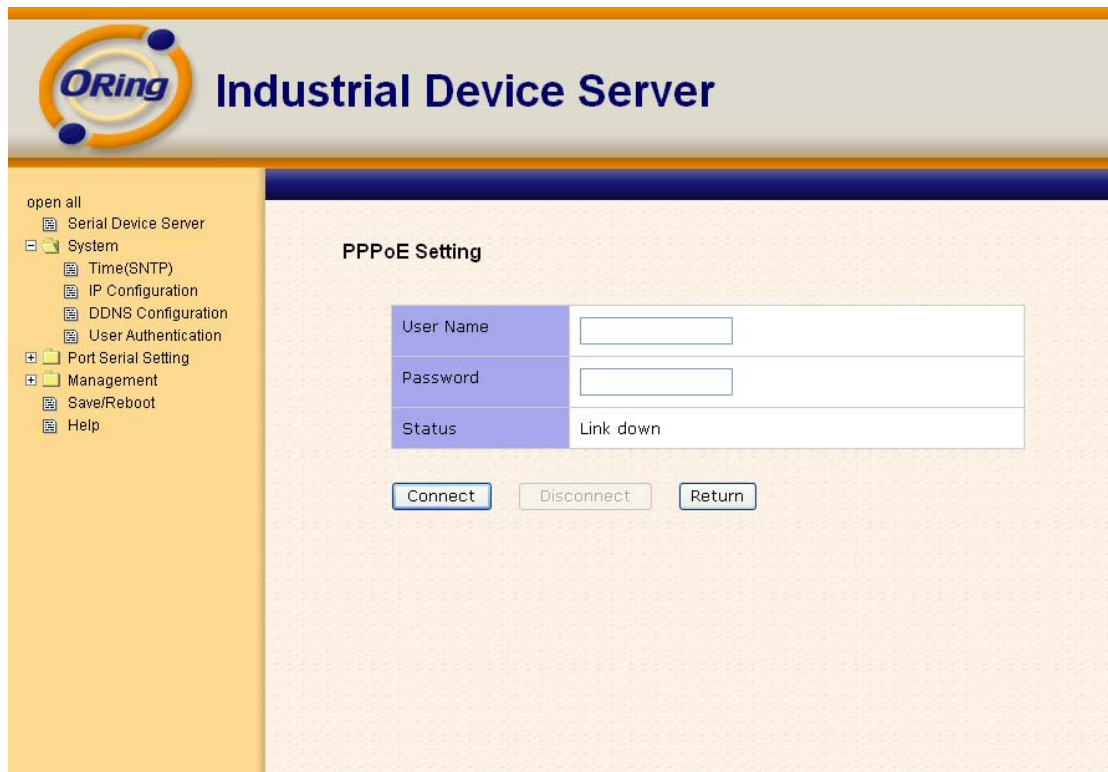 ORing
Industrial Device Server
open all
Serial Device Server
System
Time(SNTP)
IP Configuration
DDNS Configuration
User Authentication
Port Serial Setting
Management
Save/Reboot
Help
PPPoE Setting
User Name
Password
Status Link down
Connect Disconnect Return